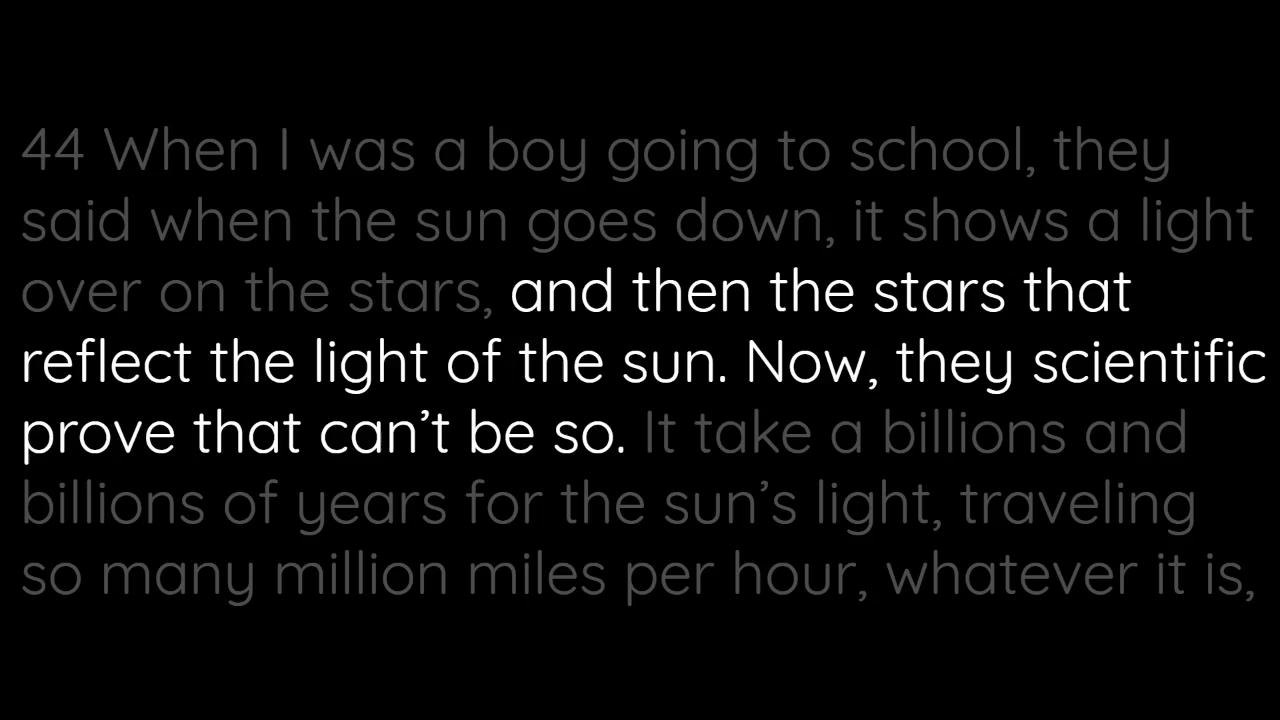 44 When I was a boy going to school, they
said when the sun goes down, it shows a light
over on the stars, and then the stars that
reflect the light of the sun. Now, they scientific
prove that can’t be so. It take a billions and
billions of years for the sun’s light, traveling
so many million miles per hour, whatever it is,